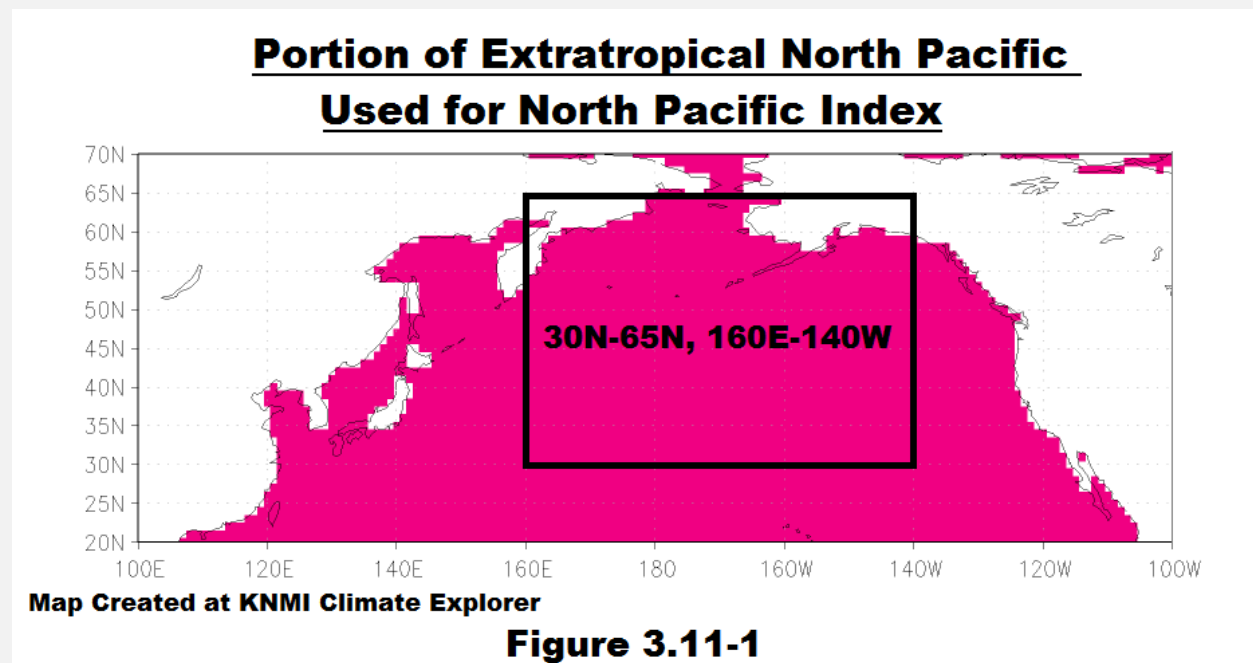 Portion of Extratropical North Pacific
Used for North Pacific Index
70N
65N
60N
55N
50N
45N
40N
35N
30N
25N
20N
30N-65N, 160E-140W
100E 120E 140E 160E 180 160W 140W 120W 100W
Map Created at KNMI Climate Explorer
Figure 3.11-1